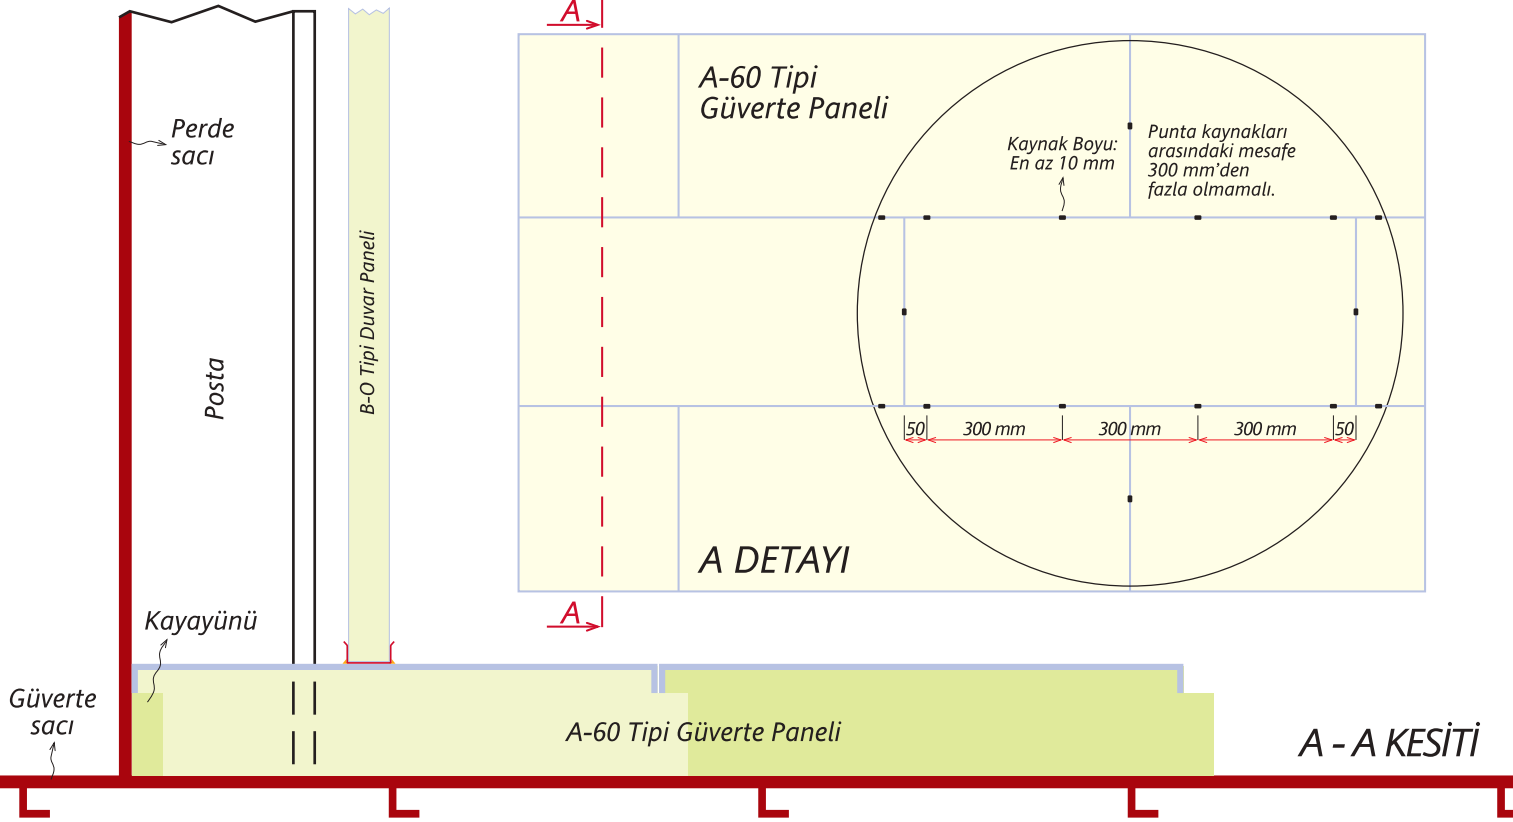 A
A-60 Tipi
Güverte Paneli
Perde
sacı
Kaynak Boyu:
En az 10 mm
Punta kaynakları
arasındaki mesafe
300 mm'den
fazla olmamalı.
B-O Tipi Duvar Paneli
Posta
50
300 mm
300 mm
300 mm
50
A DETAYI
A
Kayayünü
Güverte
sacı
A-60 Tipi Güverte Paneli
A - A KESİTİ